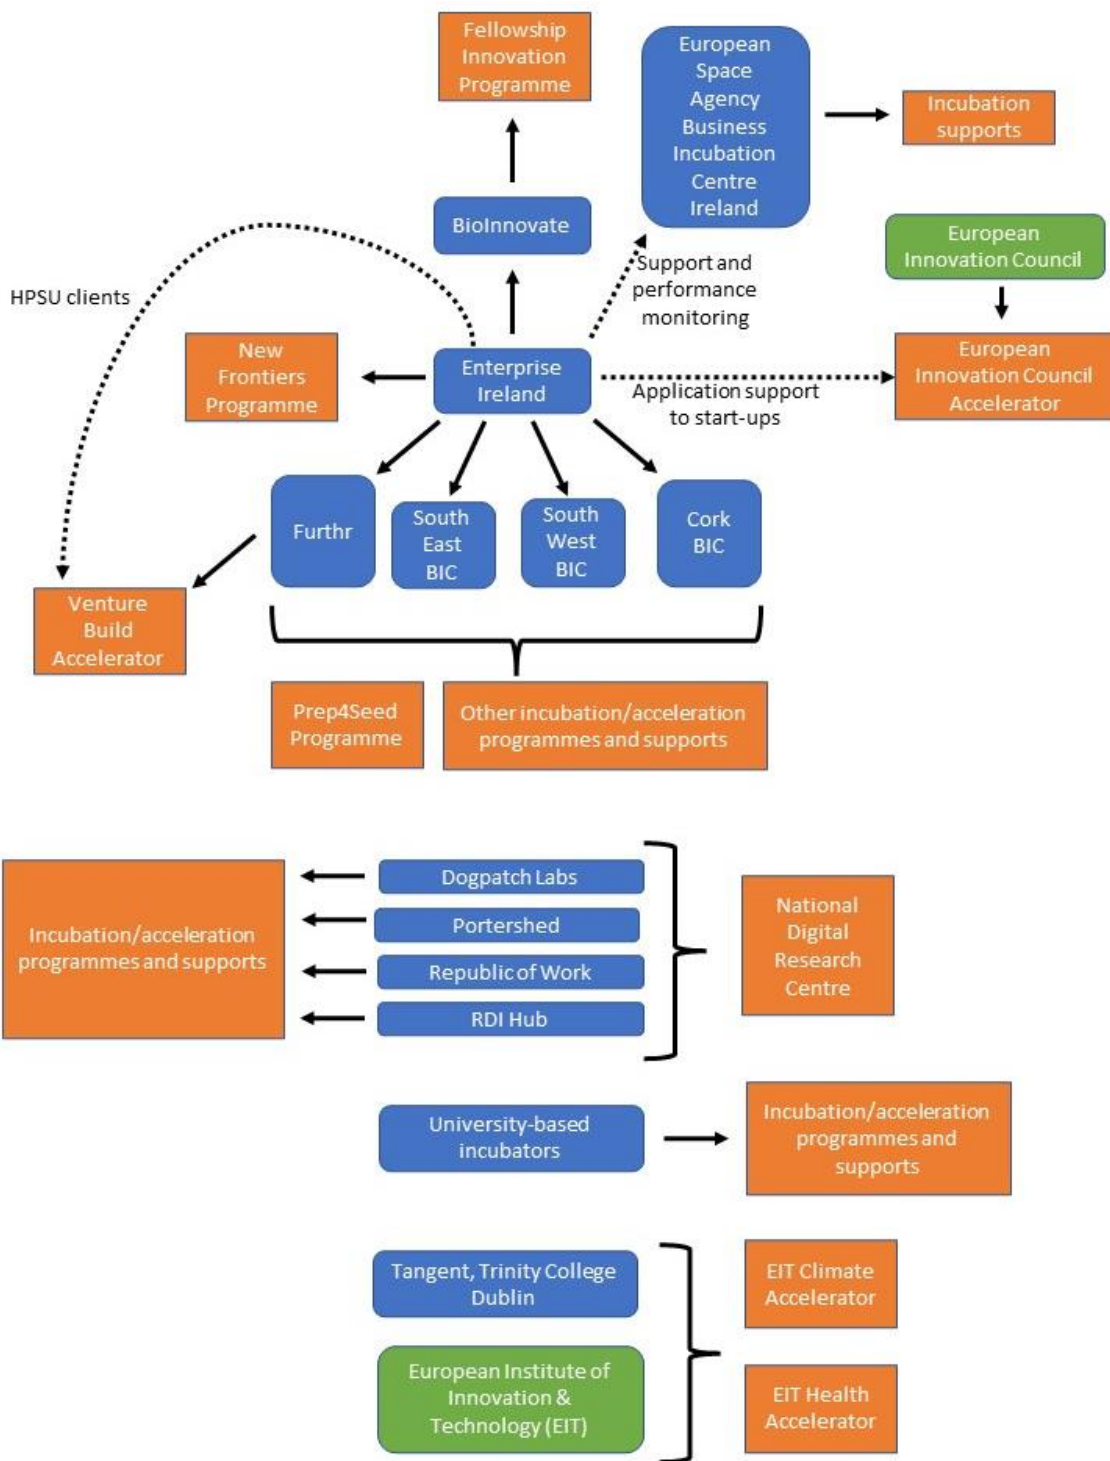 Fellowship
Innovation
Programme
European
Space
Agency
Business
Incubation
Centre
Ireland
Incubation
supports
BioInnovate
European
Innovation Council
HPSU clients
Support and
performance
monitoring
New
Frontiers
Programme
Enterprise
Ireland
Application support
to start-ups
European
Innovation Council
Accelerator
Furthr
South
East
BIC
South
West
BIC
Cork
BIC
Venture
Build
Accelerator
Prep4Seed
Programme
Other incubation/acceleration
programmes and supports
Incubation/acceleration
programmes and supports
Dogpatch Labs
Portershed
Republic of Work
RDI Hub
National
Digital
Research
Centre
University-based
incubators
Incubation/acceleration
programmes and
supports
Tangent, Trinity College
Dublin
EIT Climate
Accelerator
European Institute of
Innovation &
Technology (EIT)
EIT Health
Accelerator